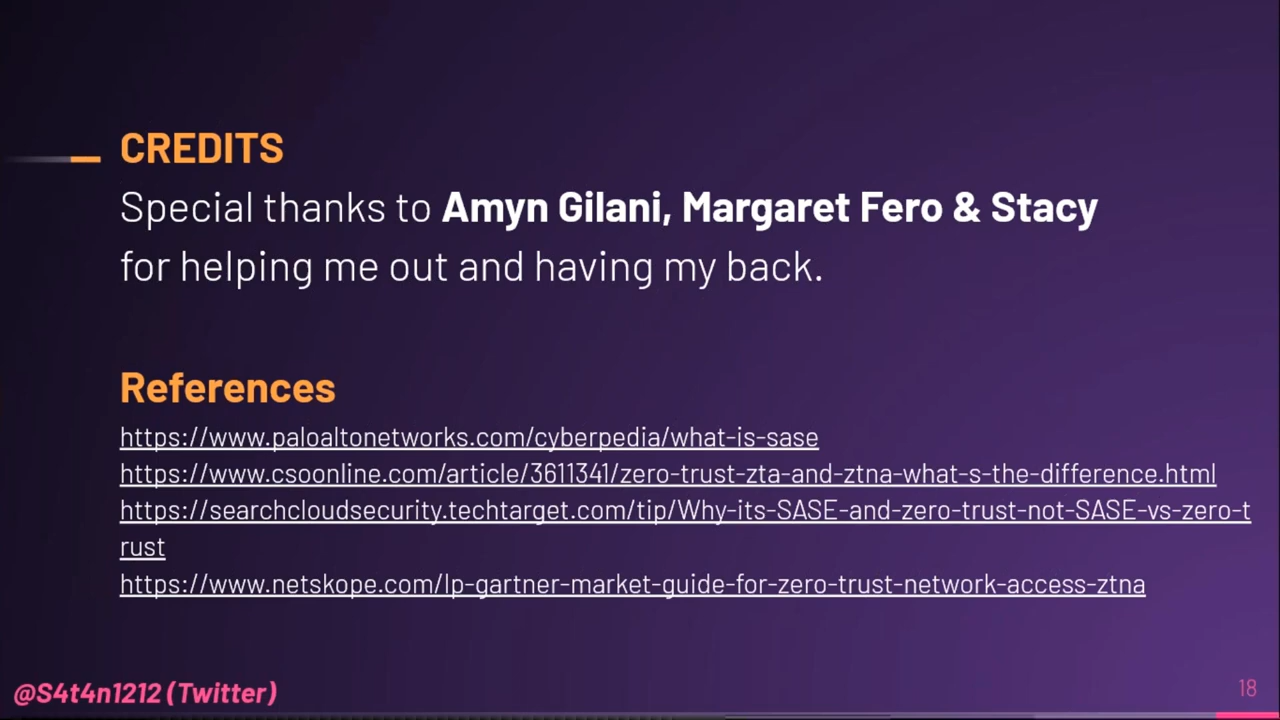 CREDITS
Special thanks to Amyn Gilani, Margaret Fero & Stacy
for helping me out and having my back.
References
https://www.paloaltonetworks.com/cyberpedia/what-is-sase
https://www.csoonline.com/article/3611341/zero-trust-zta-and-ztna-what-s-the-difference.html
https://searchcloudsecurity.techtarget.com/tip/Why-its-SASE-and-zero-trust-not-SASE-vs-zero-t
rust
https://www.netskope.com/lp-gartner-market-guide-for-zero-trust-network-access-ztna
@S4t4n1212 (Twitter)
18